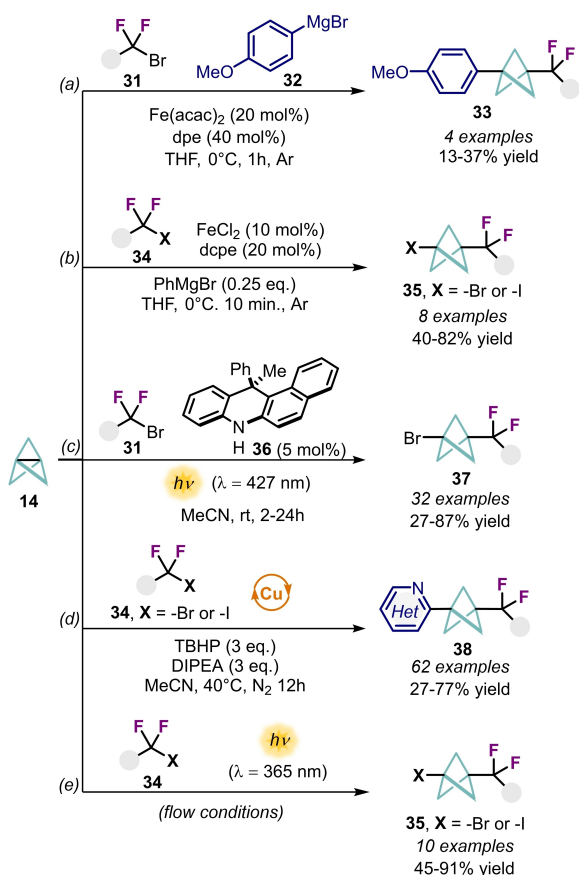 F F
Br
31
MgBr
MeO
32
(a)
Fe(acac)2 (20 mol%)
dpe (40 mol%)
THF, 0°C, 1h, Ar
MeO
F
F
33
4 examples
13-37% yield
F F
X
34
FeCl2 (10 mol%)
dcpe (20 mol%)
(b)
PhMgBr (0.25 eq.)
THF, 0°C. 10 min., Ar
X
F
F
35, X = -Br or -I
8 examples
40-82% yield
F F
Br
31
Ph
Me
N
H 36 (5 mol%)
(c)
hν (λ = 427 nm)
MeCN, rt, 2-24h
14
Br
F
F
37
32 examples
27-87% yield
F F
X
34, X = -Br or -I
Cu
(d)
TBHP (3 eq.)
DIPEA (3 eq.)
MeCN, 40°C, N2 12h
N
Het
F
F
38
62 examples
27-77% yield
F F
X
34
hν
(λ = 365 nm)
(e)
(flow conditions)
X
F
F
35, X = -Br or -I
10 examples
45-91% yield